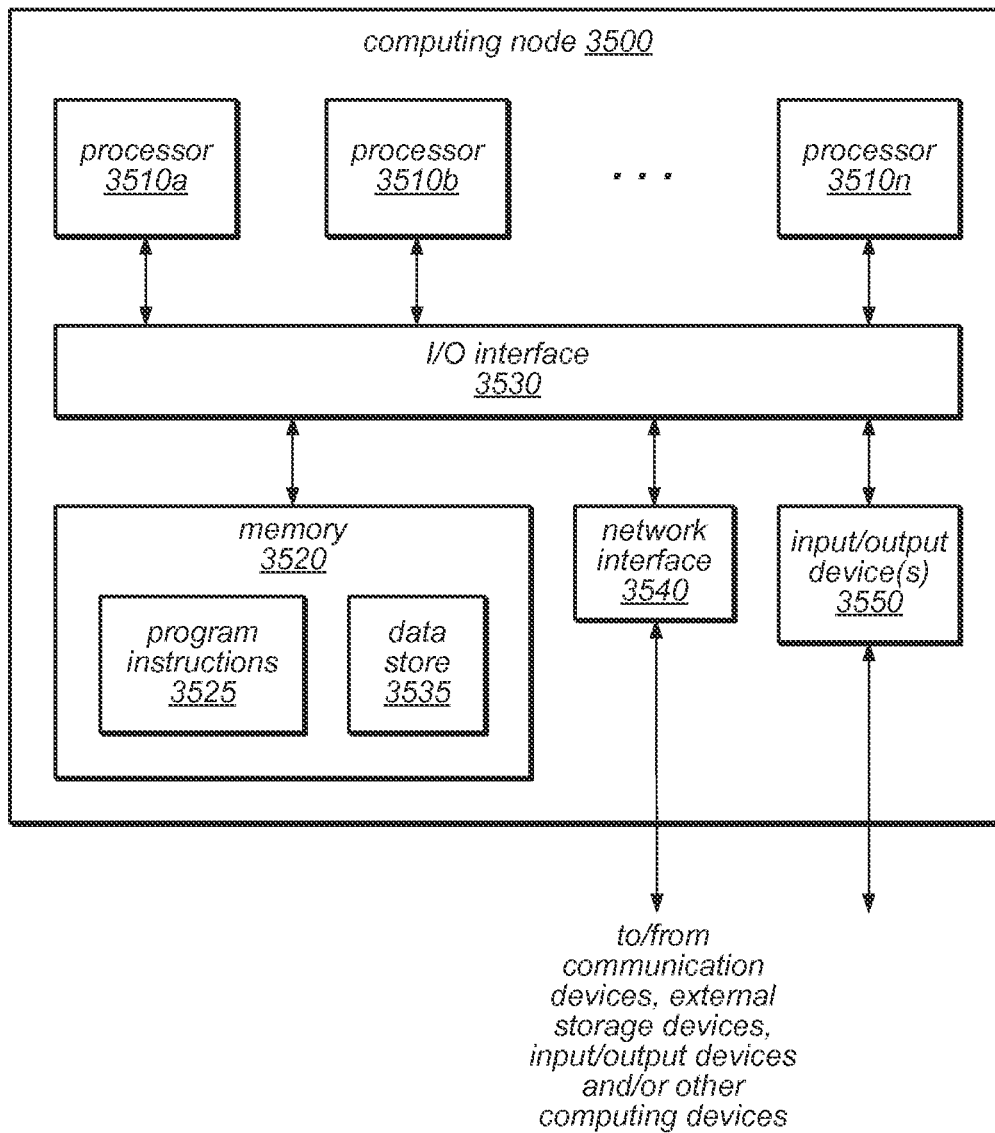 computing node 3500
processor
3510a
processor
3510b
. . .
processor
3510n
I/O interface
3530
memory
3520
program
instructions
3525
data
store
3535
network
interface
3540
input/output
device(s)
3550
to/from
communication
devices, external
storage devices,
input/output devices
and/or other
computing devices